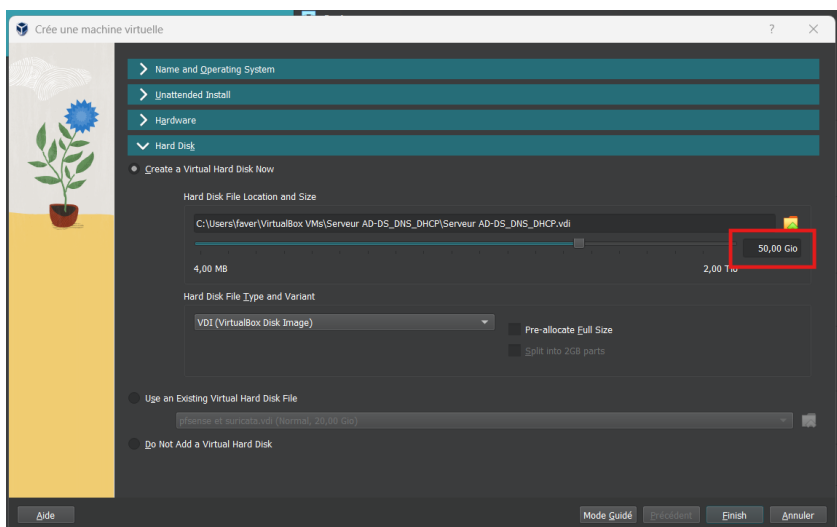 Crée une machine virtuelle
Name and Operating System
Unattended Install
Hardware
Hard Disk
Create a Virtual Hard Disk Now
Hard Disk File Location and Size
C:\Users\faver\VirtualBox VMs\Serveur AD-DS_DNS_DHCP\Serveur AD-DS_DNS_DHCP.vdi
50,00 Gio
4,00 MB 2,00 Tio
Hard Disk File Type and Variant
VDI (VirtualBox Disk Image)
Pre-allocate Full Size
Split into 2GB parts
Use an Existing Virtual Hard Disk File
pfsense et suricata.vdi (Normal, 20,00 Gio)
Do Not Add a Virtual Hard Disk
Aide Mode Guidé Précédent Finish Annuler